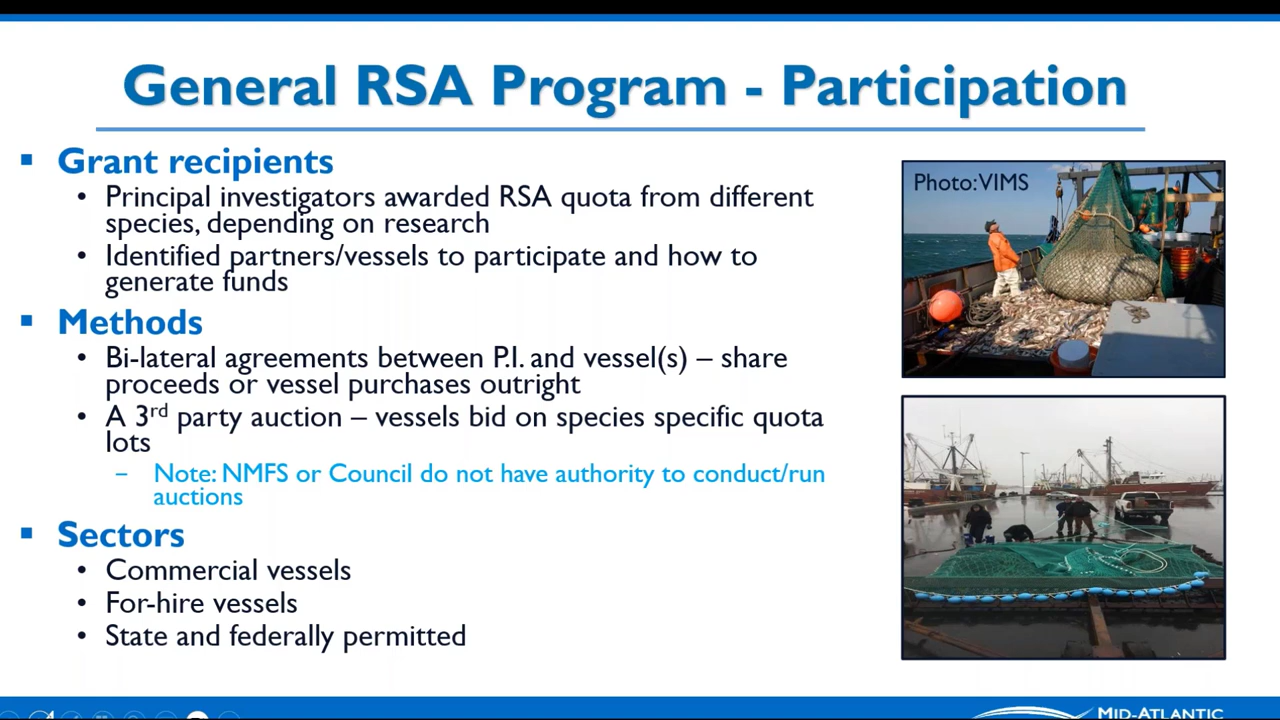 General RSA Program - Participation
Grant recipients
Principal investigators awarded RSA quota from different
species, depending on research
Identified partners/vessels to participate and how to
generate funds
Methods
Bi-lateral agreements between P.I. and vessel(s) – share
proceeds or vessel purchases outright
A 3rd party auction – vessels bid on species specific quota
lots
Note: NMFS or Council do not have authority to conduct/run
auctions
Sectors
Commercial vessels
For-hire vessels
State and federally permitted
Photo: VIMS
MID-ATLANTIC